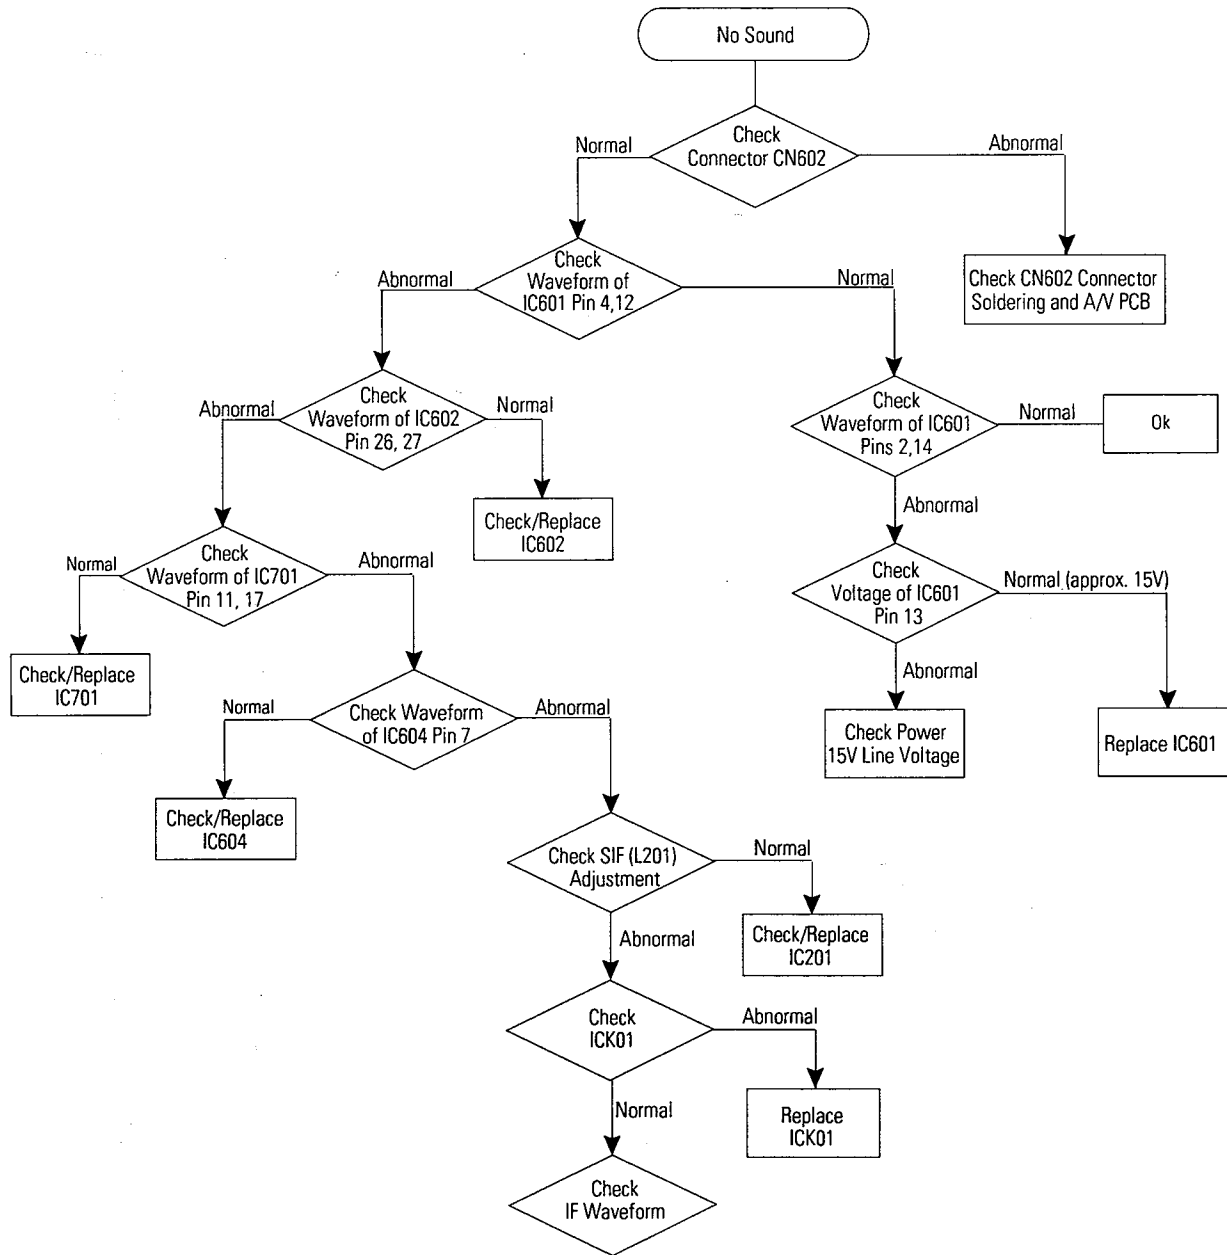 No Sound
Check
Connector CN602
Normal
Abnormal
Check
Waveform of
IC601 Pin 4,12
Abnormal
Normal
Check CN602 Connector
Soldering and A/V PCB
Check
Waveform of IC602
Pin 26, 27
Abnormal
Normal
Check
Waveform of IC601
Pins 2,14
Normal
Ok
Abnormal
Check/Replace
IC602
Check
Waveform of IC701
Pin 11, 17
Normal
Abnormal
Check
Voltage of IC601
Pin 13
Normal (approx. 15V)
Abnormal
Check/Replace
IC701
Check Waveform
of IC604 Pin 7
Normal
Abnormal
Check Power
15V Line Voltage
Replace IC601
Check/Replace
IC604
Check SIF (L201)
Adjustment
Normal
Abnormal
Check/Replace
IC201
Check
ICK01
Abnormal
Normal
Replace
ICK01
Check
IF Waveform